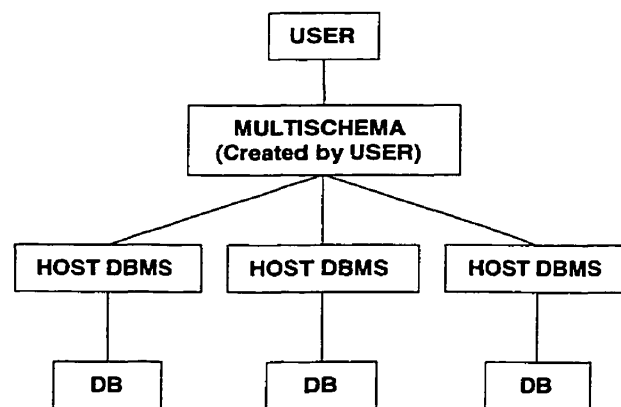 USER
MULTISCHEMA
(Created by USER)
HOST DBMS
HOST DBMS
HOST DBMS
DB
DB
DB